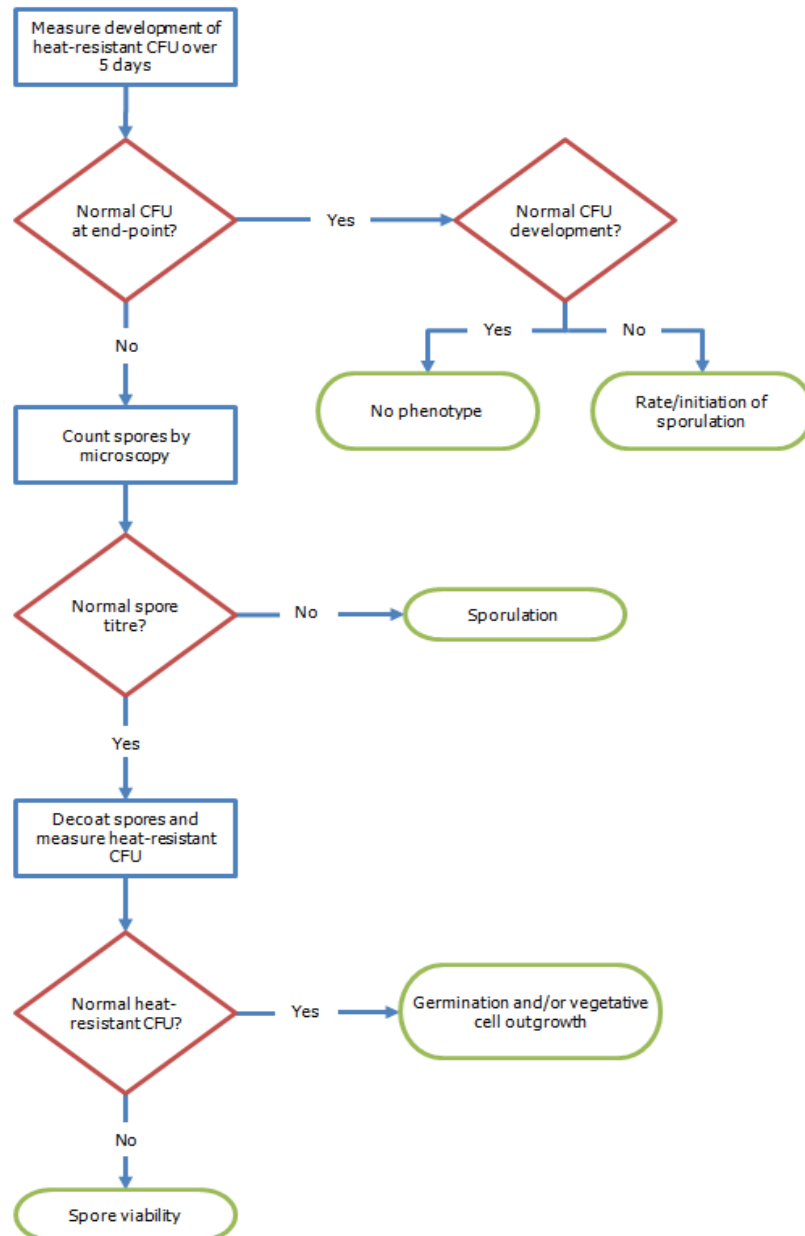 Measure development of
heat-resistant CFU over
5 days
Normal CFU
at end-point?
Yes
Normal CFU
development?
No
Yes
No
No phenotype
Rate/initiation of
sporulation
Count spores by
microscopy
Normal spore
titre?
No
Sporulation
Yes
Decoat spores and
measure heat-resistant
CFU
Normal heat-
resistant CFU?
Yes
Germination and/or vegetative
cell outgrowth
No
Spore viability